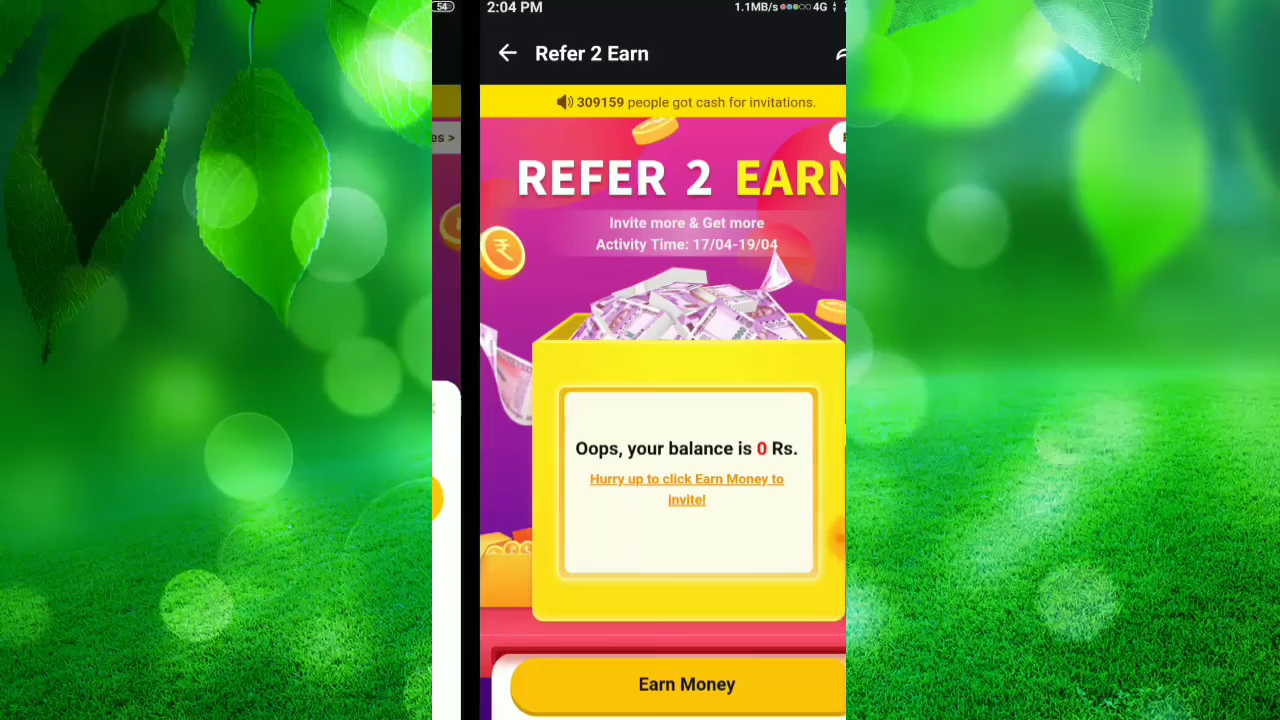 54
2:04 PM
1.1MB/s
4G
Refer 2 Earn
309159 people got cash for invitations.
es >
REFER 2 EARN
Invite more & Get more
Activity Time: 17/04-19/04
₹
Oops, your balance is 0 Rs.
Hurry up to click Earn Money to
invite!
Earn Money